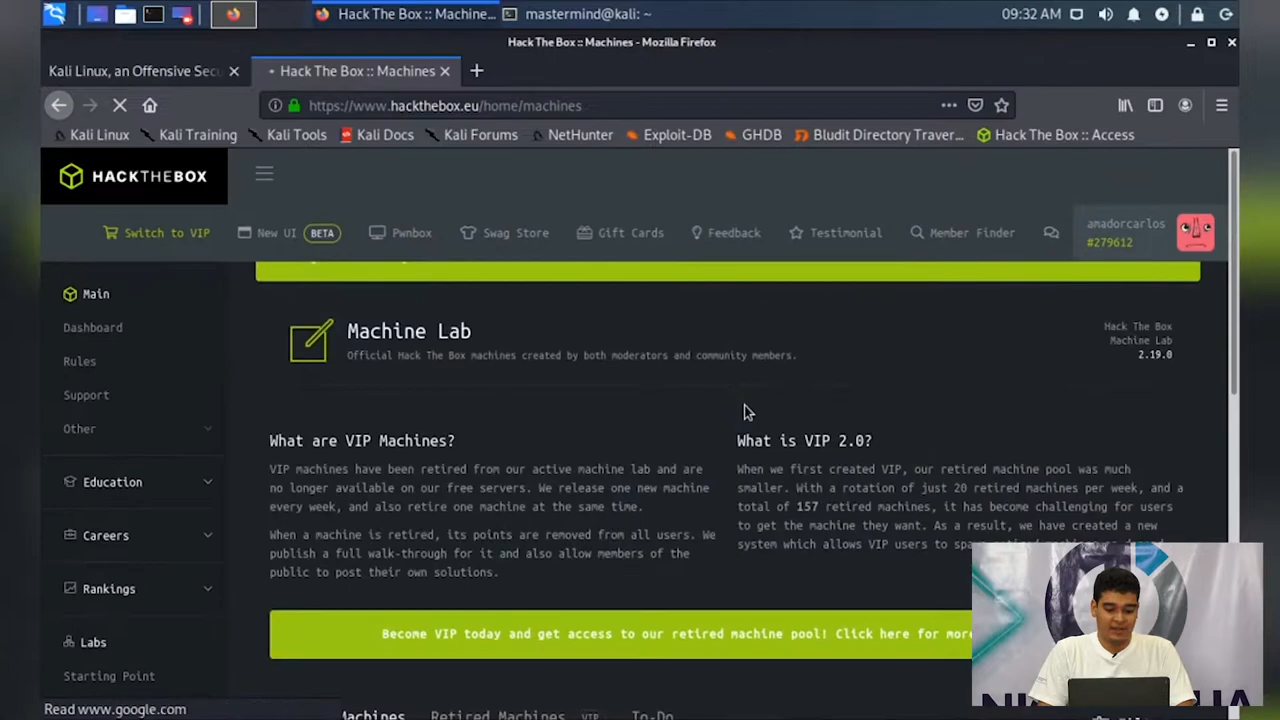 Hack The Box :: Machine...
mastermind@kali: ~
09:32 AM
Hack The Box :: Machines - Mozilla Firefox
Kali Linux, an Offensive Secu
Hack The Box :: Machines
https://www.hackthebox.eu/home/machines
Kali Linux
Kali Training
Kali Tools
Kali Docs
Kali Forums
NetHunter
Exploit-DB
GHDB
Bludit Directory Traver...
Hack The Box :: Access
HACKTHEBOX
Switch to VIP
New UI BETA
Pwnbox
Swag Store
Gift Cards
Feedback
Testimonial
Member Finder
amadorcarlos
#279612
Main
Dashboard
Rules
Support
Other
Education
Careers
Rankings
Labs
Starting Point
Machine Lab
Official Hack The Box machines created by both moderators and community members.
Hack The Box
Machine Lab
2.19.0
What are VIP Machines?
VIP machines have been retired from our active machine lab and are
no longer available on our free servers. We release one new machine
every week, and also retire one machine at the same time.
When a machine is retired, its points are removed from all users. We
publish a full walk-through for it and also allow members of the
public to post their own solutions.
What is VIP 2.0?
When we first created VIP, our retired machine pool was much
smaller. With a rotation of just 20 retired machines per week, and a
total of 157 retired machines, it has become challenging for users
to get the machine they want. As a result, we have created a new
system which allows VIP users to
Become VIP today and get access to our retired machine pool! Click here for more
Machines
Retired Machines VIP
To-Do
Read www.google.com